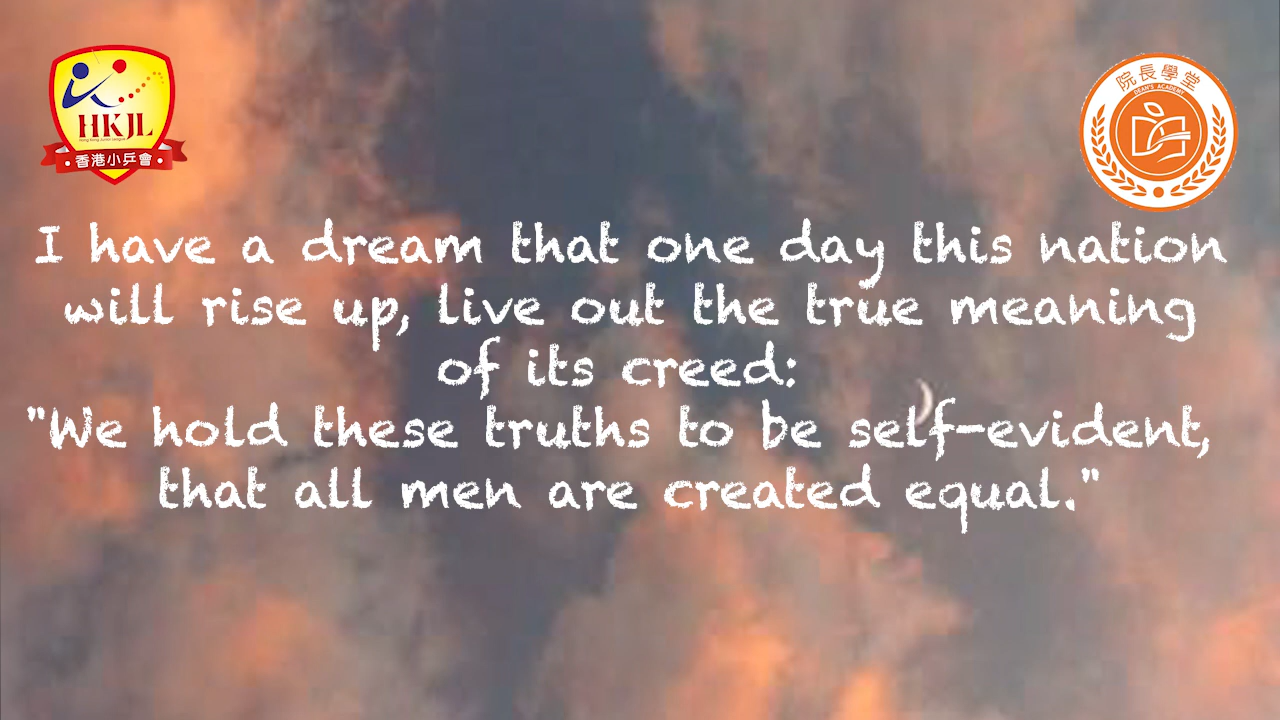 HKJL
香港小乒會
院長學堂
DEAN'S ACADEMY
I have a dream that one day this nation
will rise up, live out the true meaning
of its creed:
"We hold these truths to be self-evident,
that all men are created equal."